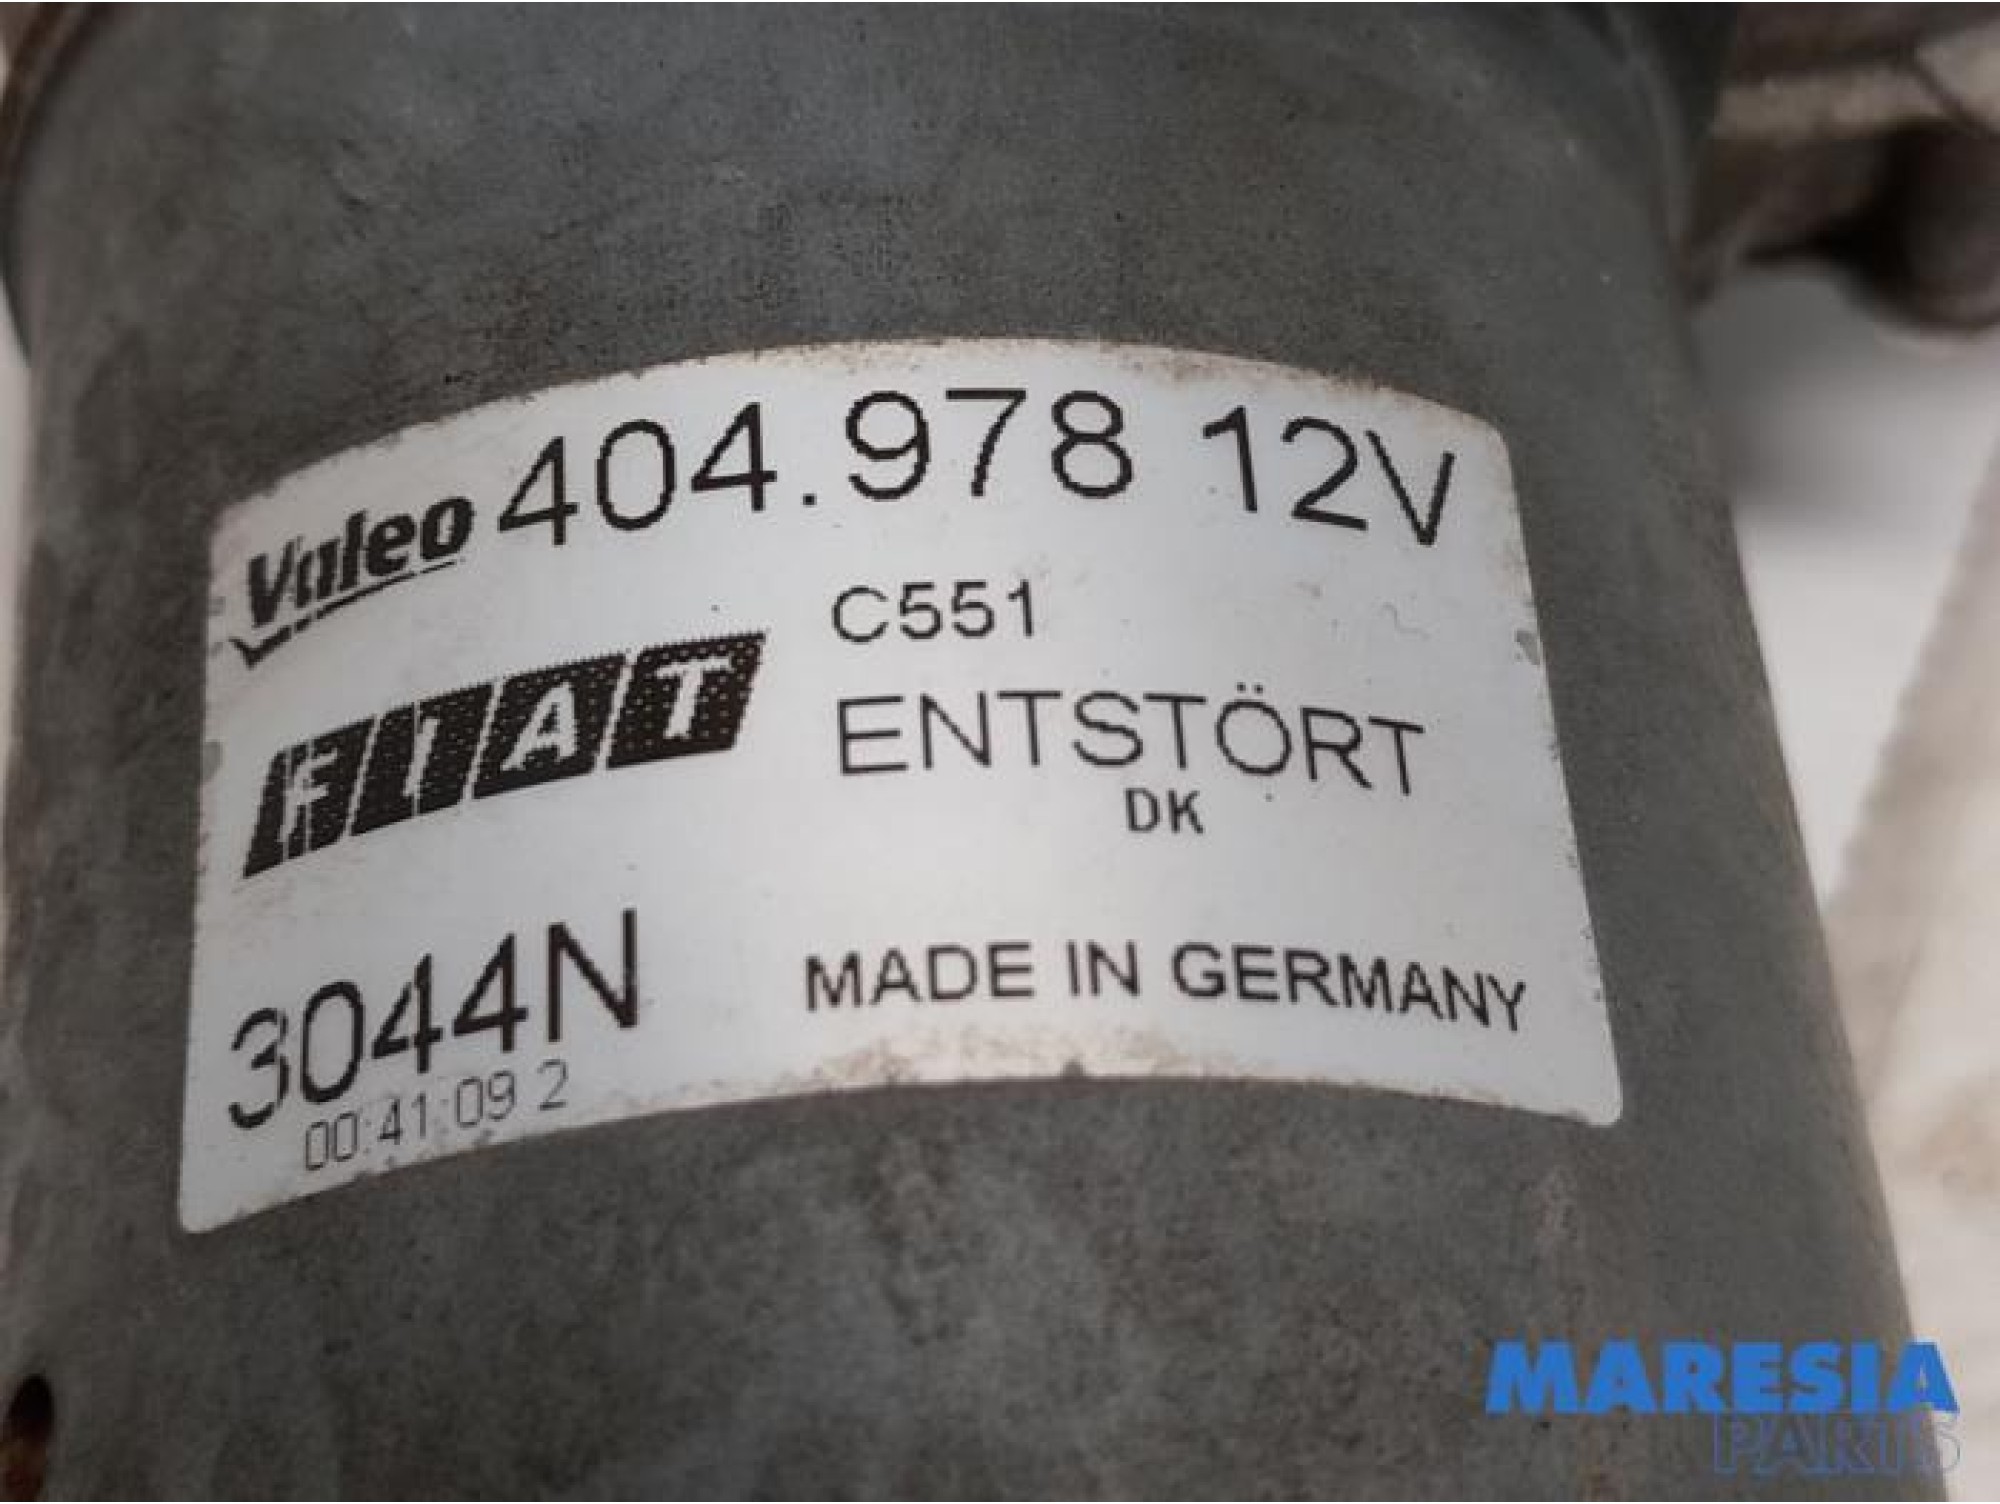 Valeo 404.978 12V
C551
FIAT ENTSTÖRT
DK
3044N MADE IN GERMANY
00:41:09 2
MARESIA
PARTS